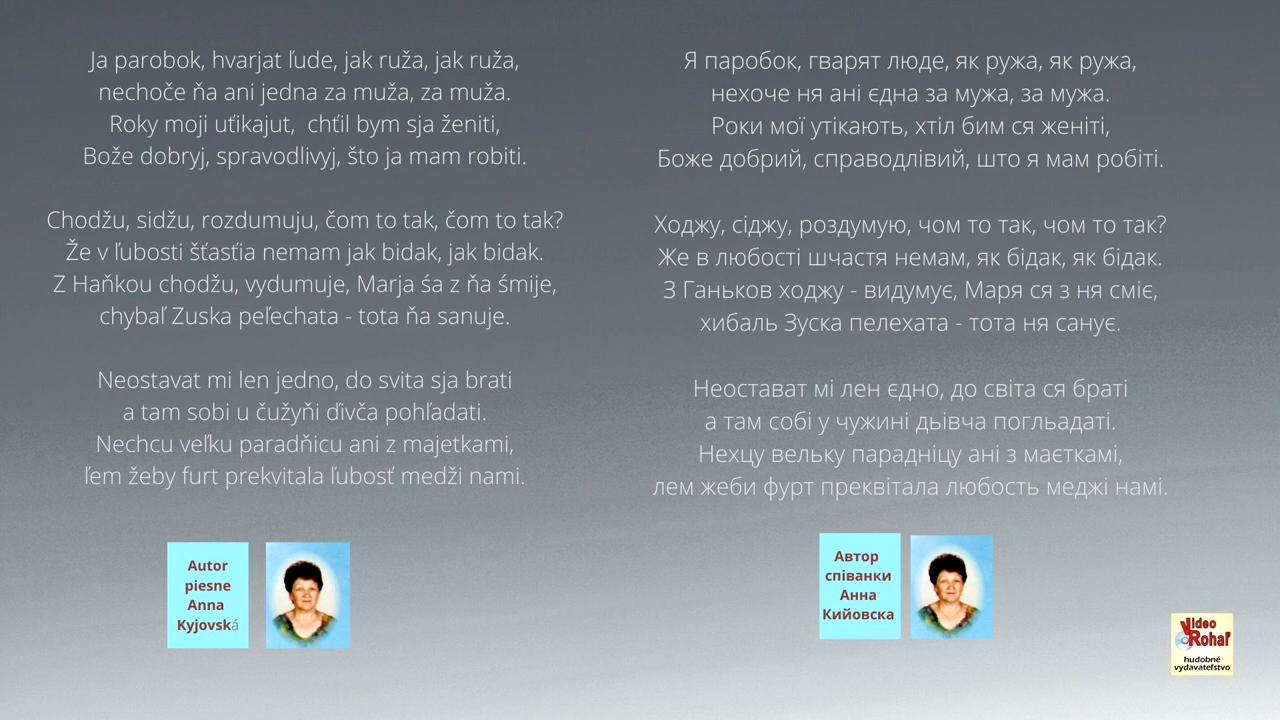 Ja parobok, hvarjat ľude, jak ruža, jak ruža,
nechoče ňa ani jedna za muža, za muža.
Roky moji uťikajut,  chťil bym sja ženiti,
Bože dobryj, spravodlivyj, što ja mam robiti.
Chodžu, sidžu, rozdumuju, čom to tak, čom to tak?
Že v ľubosti šťasťia nemam jak bidak, jak bidak.
Z Haňkou chodžu, vydumuje, Marja śa z ňa śmije,
chybaľ Zuska peľechata - tota ňa sanuje.
Neostavat mi len jedno, do svita sja brati
a tam sobi u čužyňi ďivča pohľadati.
Nechcu veľku paradňicu ani z majetkami,
ľem žeby furt prekvitala ľubosť medži nami.
Autor
piesne
Anna
Kyjovská
Я паробок, гварят люде, як ружа, як ружа,
нехоче ня ані єдна за мужа, за мужа.
Роки мої утікають, хтіл бим ся женіті,
Боже добрий, справодлівий, што я мам робіті.
Ходжу, сіджу, роздумую, чом то так, чом то так?
Же в любості шчастя немам, як бідак, як бідак.
З Ганьков ходжу - видумує, Маря ся з ня сміє,
хибаль Зуска пелехата - тота ня санує.
Неостават мі лен єдно, до світа ся браті
а там собі у чужині дьівча погльадаті.
Нехцу вельку парадніцу ані з маєткамі,
лем жеби фурт преквітала любость меджі намі.
Автор
співанки
Анна
Кийовска
Video
Rohaľ
hudobné
vydavateľstvo